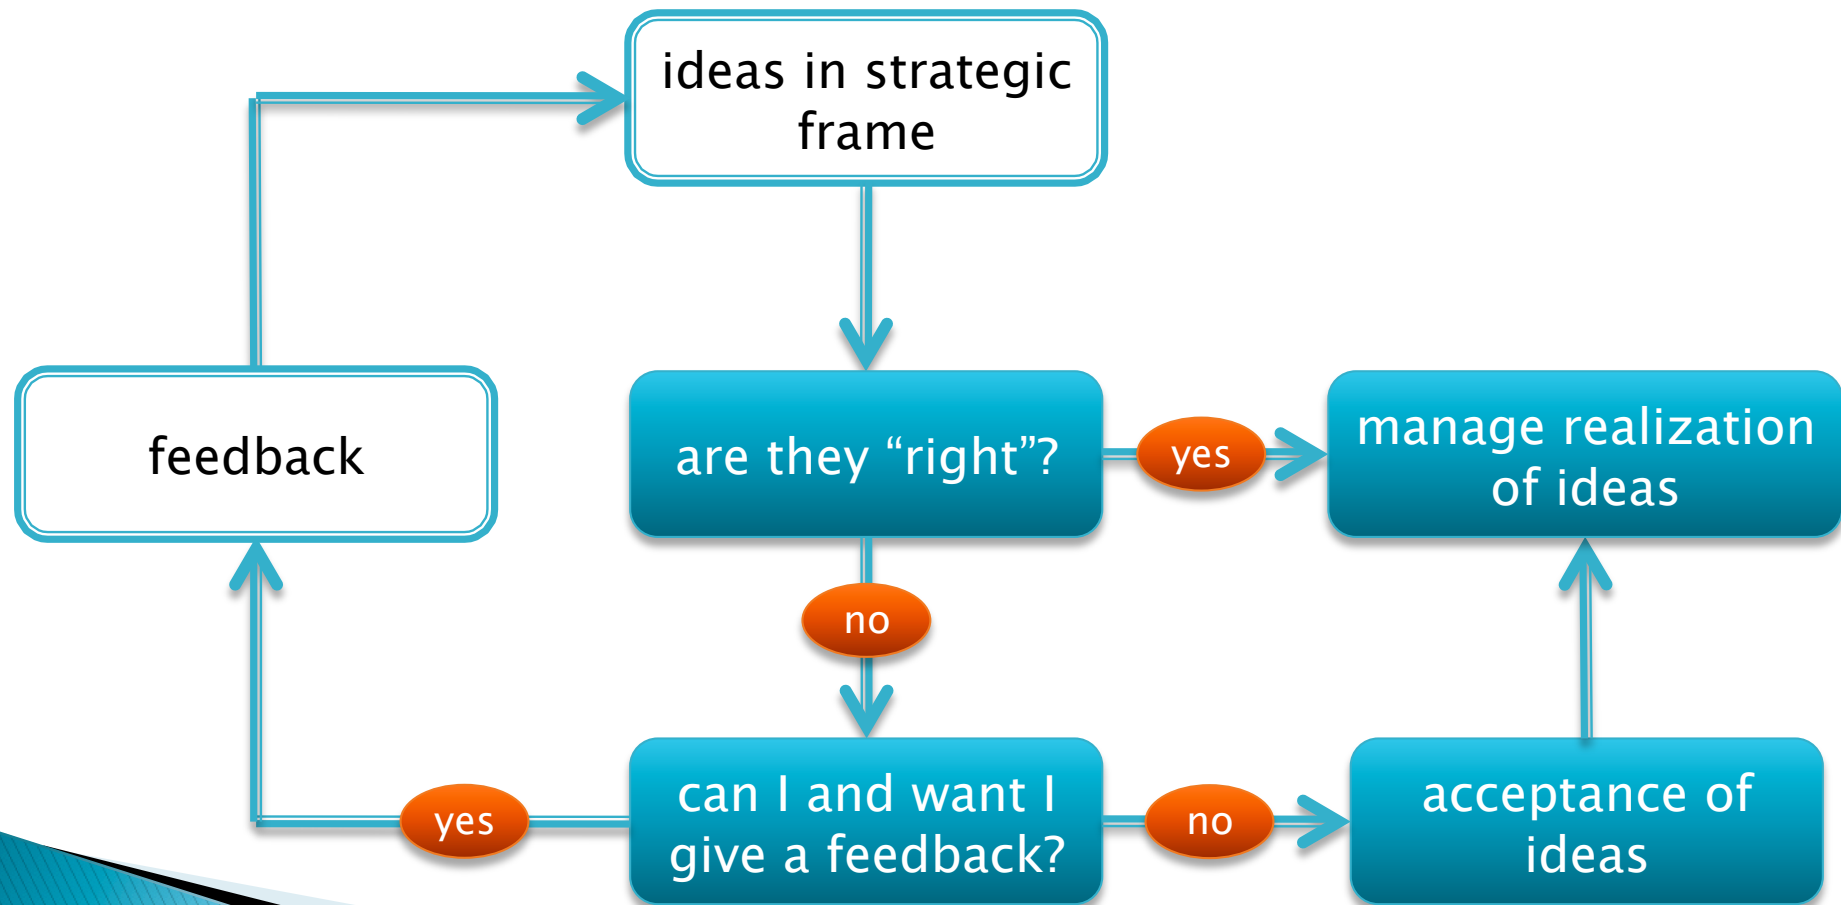 ideas in strategic
frame
feedback
are they “right”?
yes
manage realization
of ideas
no
yes
can I and want I
give a feedback?
no
acceptance of
ideas